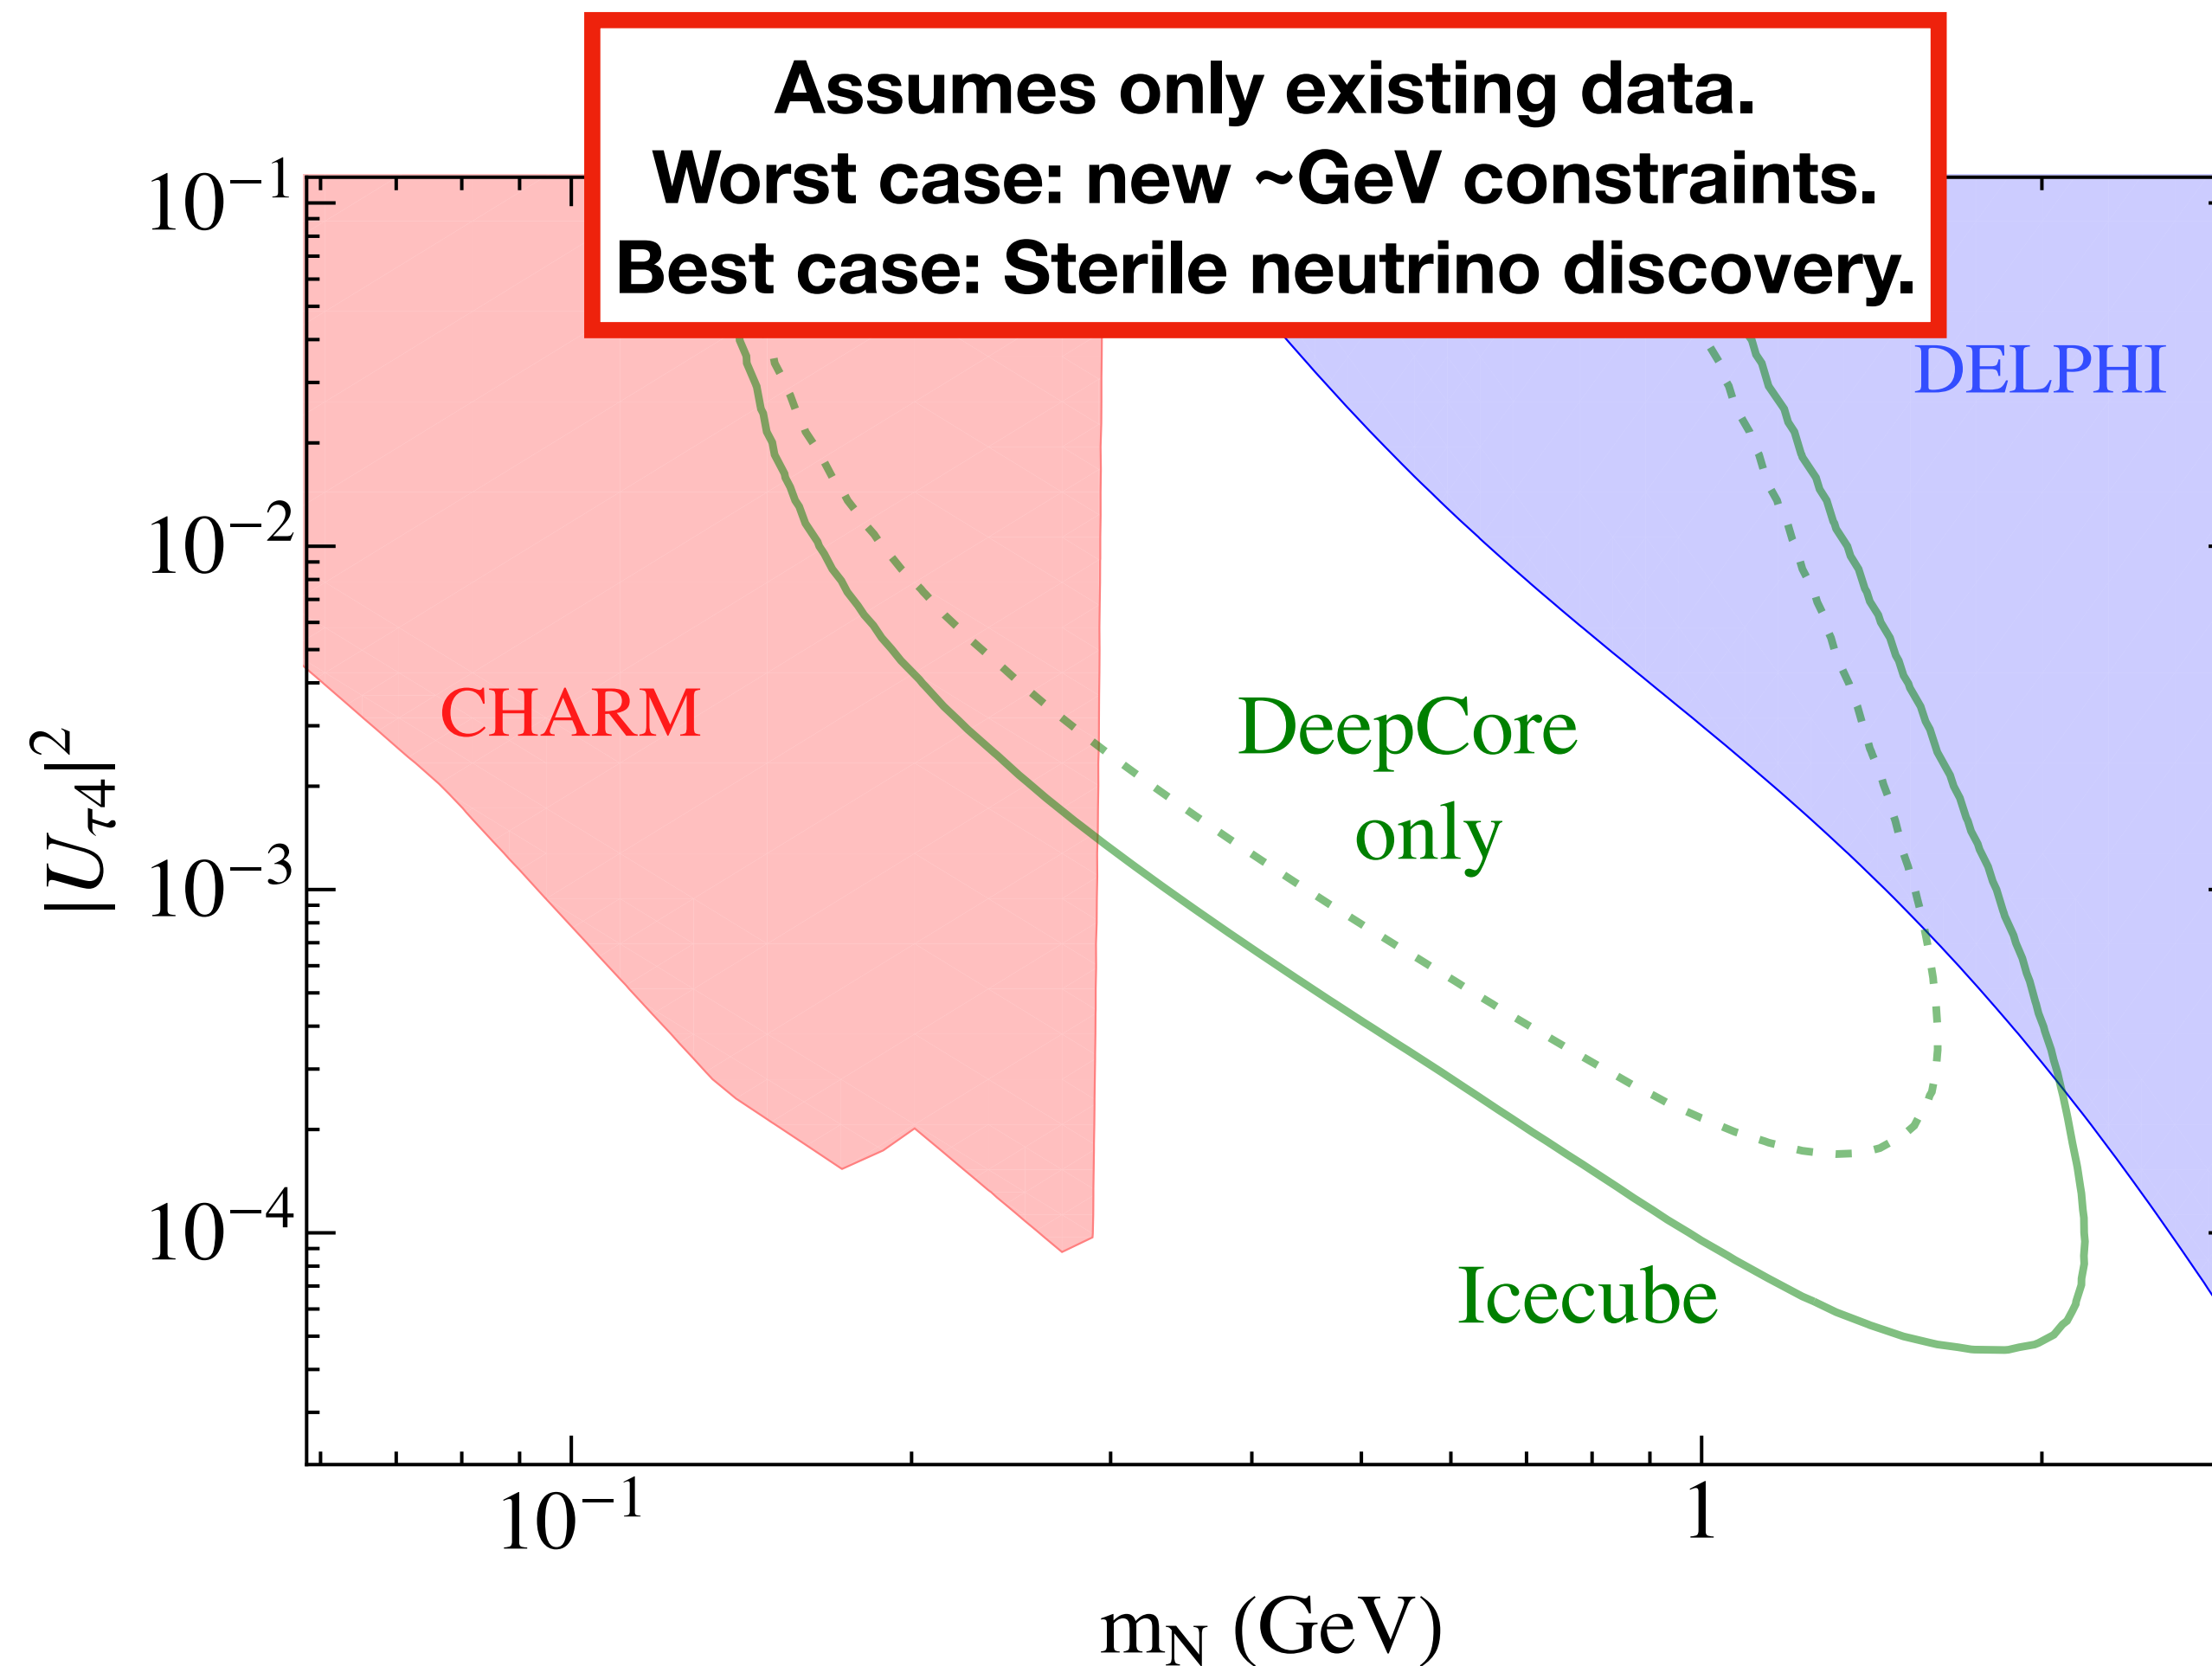 Assumes only existing data.
Worst case: new ~GeV constraints.
Best case: Sterile neutrino discovery.
10⁻¹
DELPHI
10⁻²
CHARM
DeepCore
only
|U_τ4|²
10⁻³
10⁻⁴
Icecube
10⁻¹
1
m_N (GeV)